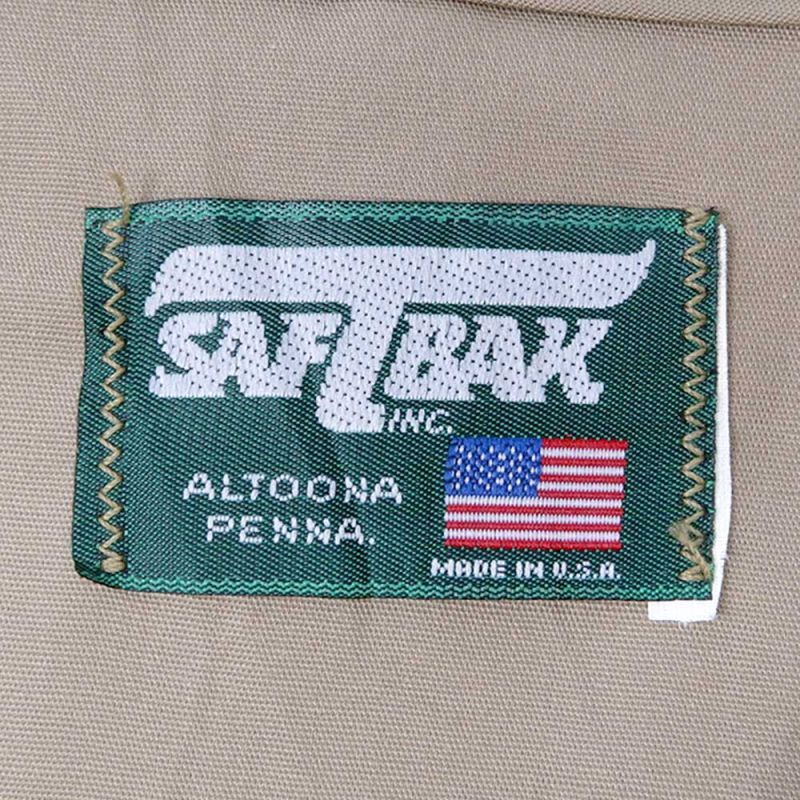 SAFTBAK
INC.
ALTOONA
PENNA.
MADE IN U.S.A.